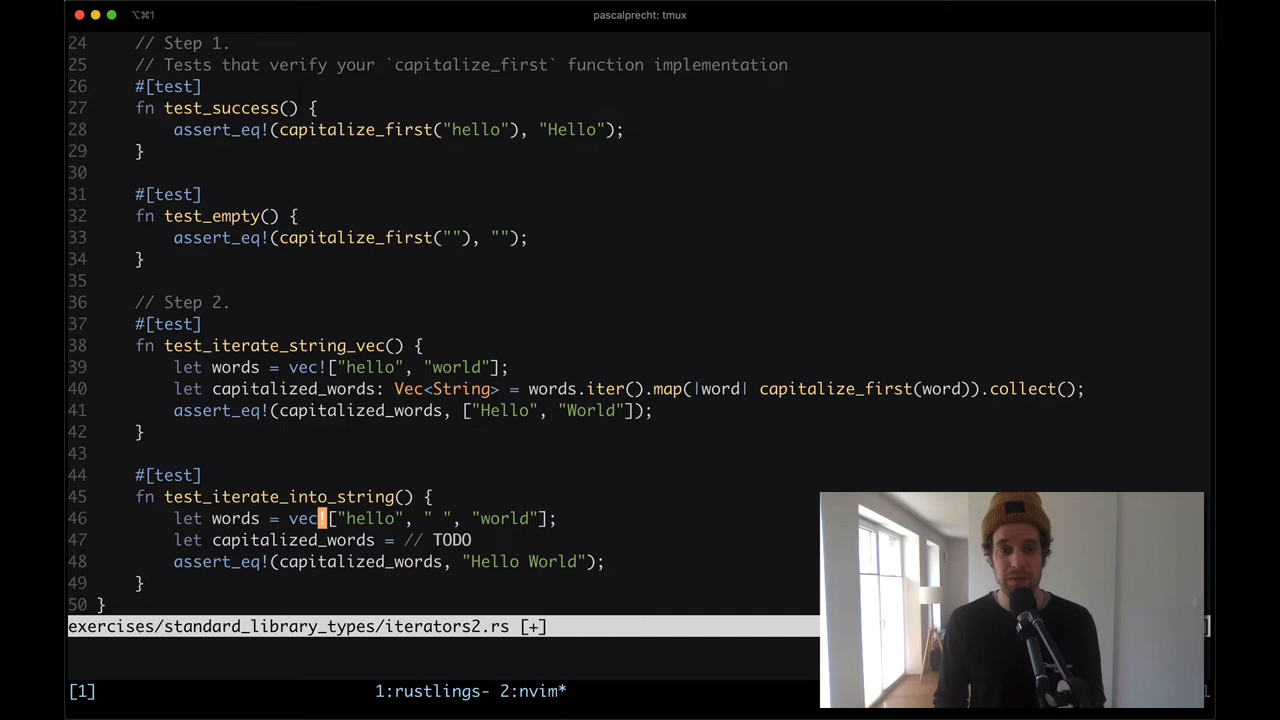 ⌥⌘1
pascalprecht: tmux
24 // Step 1.
25 // Tests that verify your `capitalize_first` function implementation
26 #[test]
27 fn test_success() {
28 assert_eq!(capitalize_first("hello"), "Hello");
29 }
30
31 #[test]
32 fn test_empty() {
33 assert_eq!(capitalize_first(""), "");
34 }
35
36 // Step 2.
37 #[test]
38 fn test_iterate_string_vec() {
39 let words = vec!["hello", "world"];
40 let capitalized_words: Vec<String> = words.iter().map(|word| capitalize_first(word)).collect();
41 assert_eq!(capitalized_words, ["Hello", "World"]);
42 }
43
44 #[test]
45 fn test_iterate_into_string() {
46 let words = vec!["hello", " ", "world"];
47 let capitalized_words = // TODO
48 assert_eq!(capitalized_words, "Hello World");
49 }
50 }
exercises/standard_library_types/iterators2.rs [+]
[1] 1:rustlings- 2:nvim*